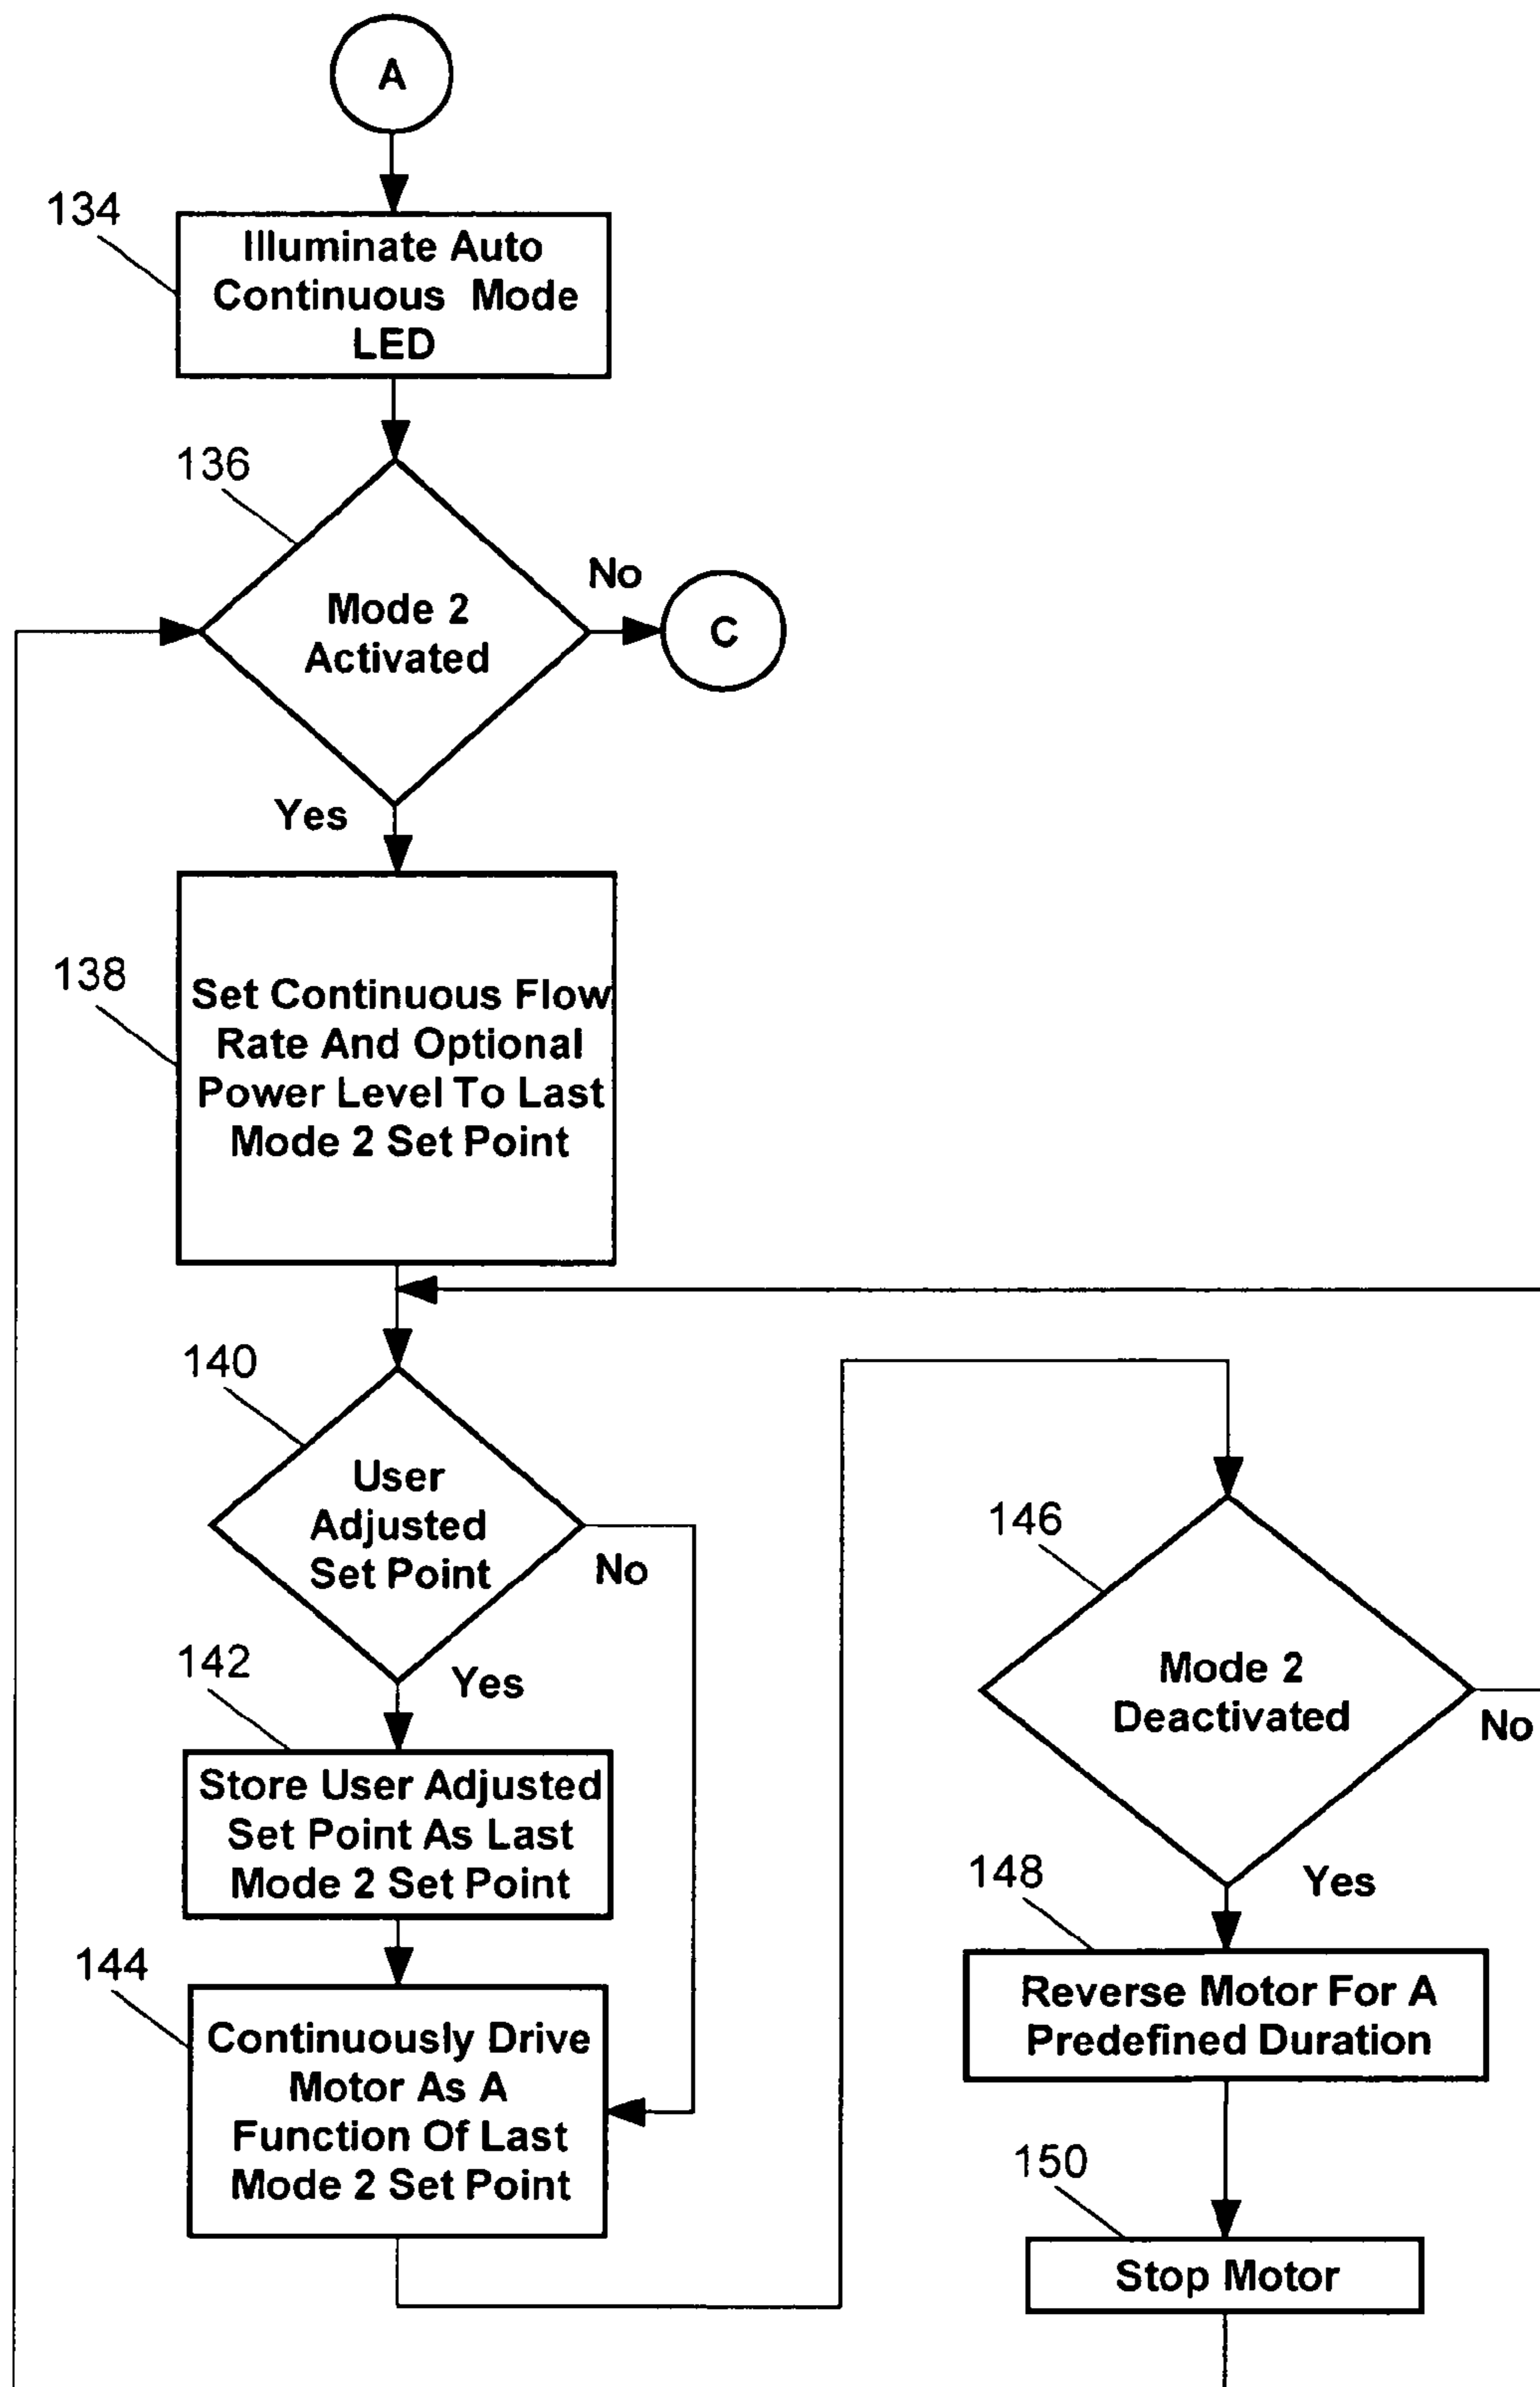 A
134
Illuminate Auto
Continuous Mode
LED
136
Mode 2
Activated
No
C
Yes
138
Set Continuous Flow
Rate And Optional
Power Level To Last
Mode 2 Set Point
140
User
Adjusted
Set Point
No
Yes
142
Store User Adjusted
Set Point As Last
Mode 2 Set Point
144
Continuously Drive
Motor As A
Function Of Last
Mode 2 Set Point
146
Mode 2
Deactivated
No
Yes
148
Reverse Motor For A
Predefined Duration
150
Stop Motor